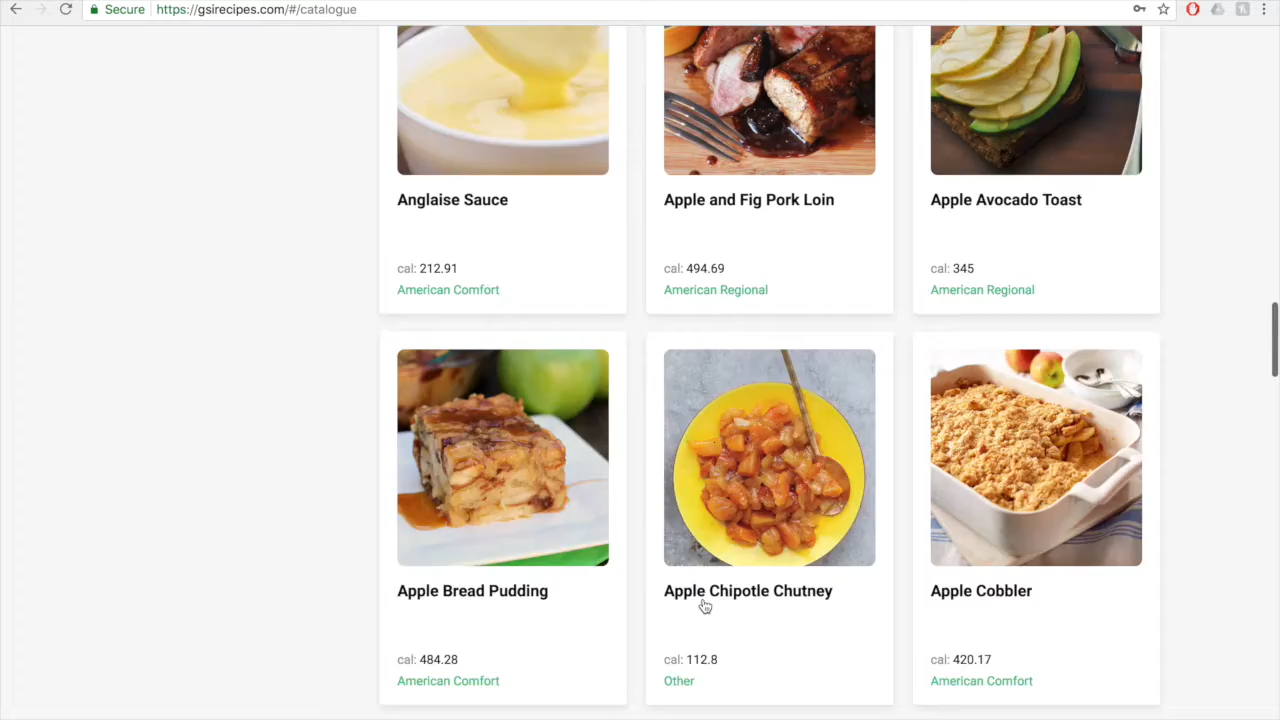 Secure
https://gsirecipes.com/#/catalogue
Anglaise Sauce
Apple and Fig Pork Loin
Apple Avocado Toast
cal: 212.91
cal: 494.69
cal: 345
American Comfort
American Regional
American Regional
Apple Bread Pudding
Apple Chipotle Chutney
Apple Cobbler
cal: 484.28
cal: 112.8
cal: 420.17
American Comfort
Other
American Comfort